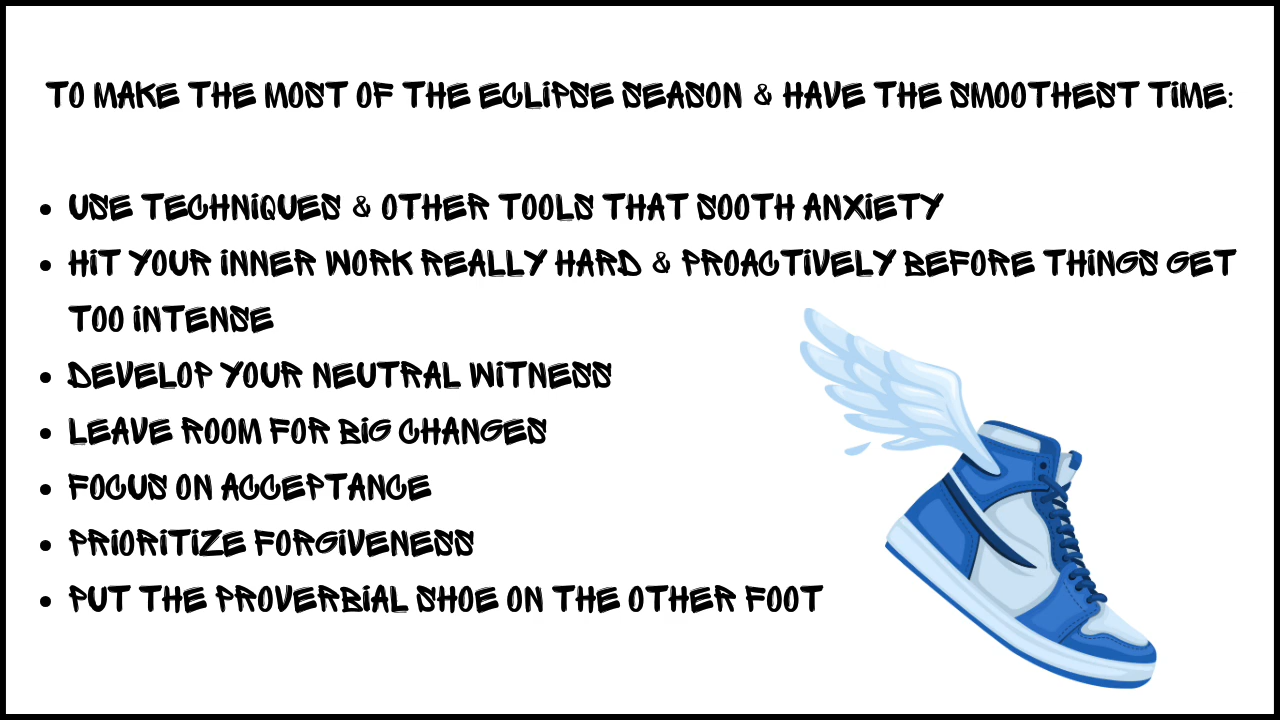 TO MAKE THE MOST OF THE ECLIPSE SEASON & HAVE THE SMOOTHEST TIME:
• USE TECHNIQUES & OTHER TOOLS THAT SOOTH ANXIETY
• HIT YOUR INNER WORK REALLY HARD & PROACTIVELY BEFORE THINGS GET
TOO INTENSE
• DEVELOP YOUR NEUTRAL WITNESS
• LEAVE ROOM FOR BIG CHANGES
• FOCUS ON ACCEPTANCE
• PRIORITIZE FORGIVENESS
• PUT THE PROVERBIAL SHOE ON THE OTHER FOOT